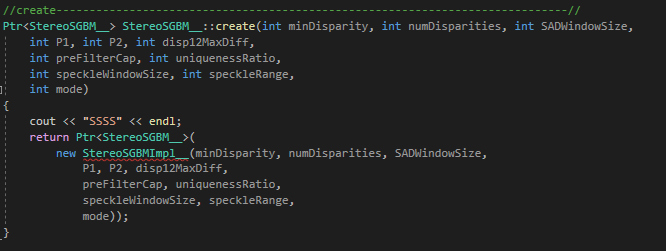 //create----------------------------------------------------------------//
Ptr<StereoSGBM__> StereoSGBM__::create(int minDisparity, int numDisparities, int SADWindowSize,
int P1, int P2, int disp12MaxDiff,
int preFilterCap, int uniquenessRatio,
int speckleWindowSize, int speckleRange,
int mode)
{
cout << "SSSS" << endl;
return Ptr<StereoSGBM__>(
new StereoSGBMImpl__(minDisparity, numDisparities, SADWindowSize,
P1, P2, disp12MaxDiff,
preFilterCap, uniquenessRatio,
speckleWindowSize, speckleRange,
mode));
}